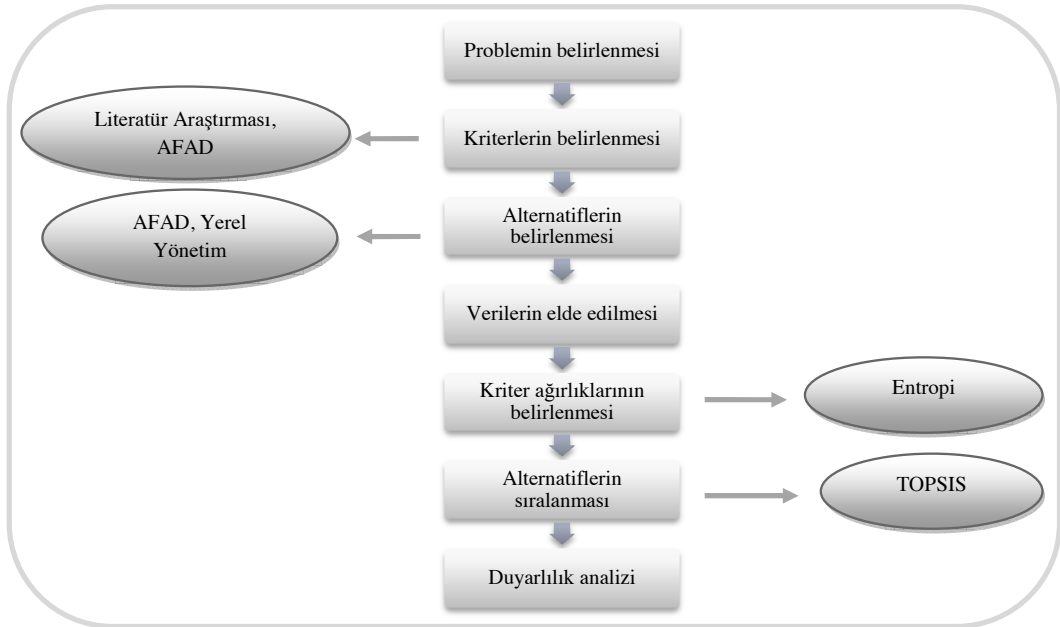 Problemin belirlenmesi
Literatür Araştırması,
AFAD
Kriterlerin belirlenmesi
AFAD, Yerel
Yönetim
Alternatiflerin
belirlenmesi
Verilerin elde edilmesi
Kriter ağırlıklarının
belirlenmesi
Entropi
Alternatiflerin
sıralanması
TOPSIS
Duyarlılık analizi